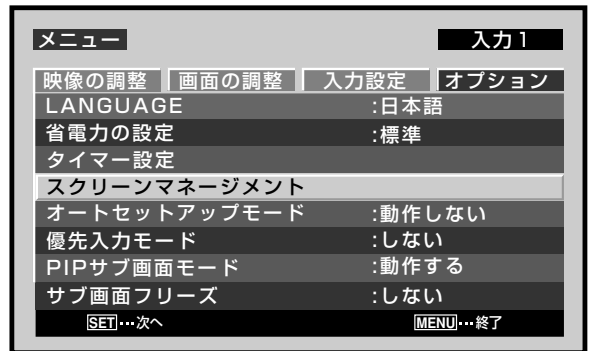 メニュー 入力1
映像の調整 画面の調整 入力設定 オプション
LANGUAGE :日本語
省電力の設定 :標準
タイマー設定
スクリーンマネージメント
オートセットアップモード :動作しない
優先入力モード :しない
PIPサブ画面モード :動作する
サブ画面フリーズ :しない
SET…次へ MENU…終了